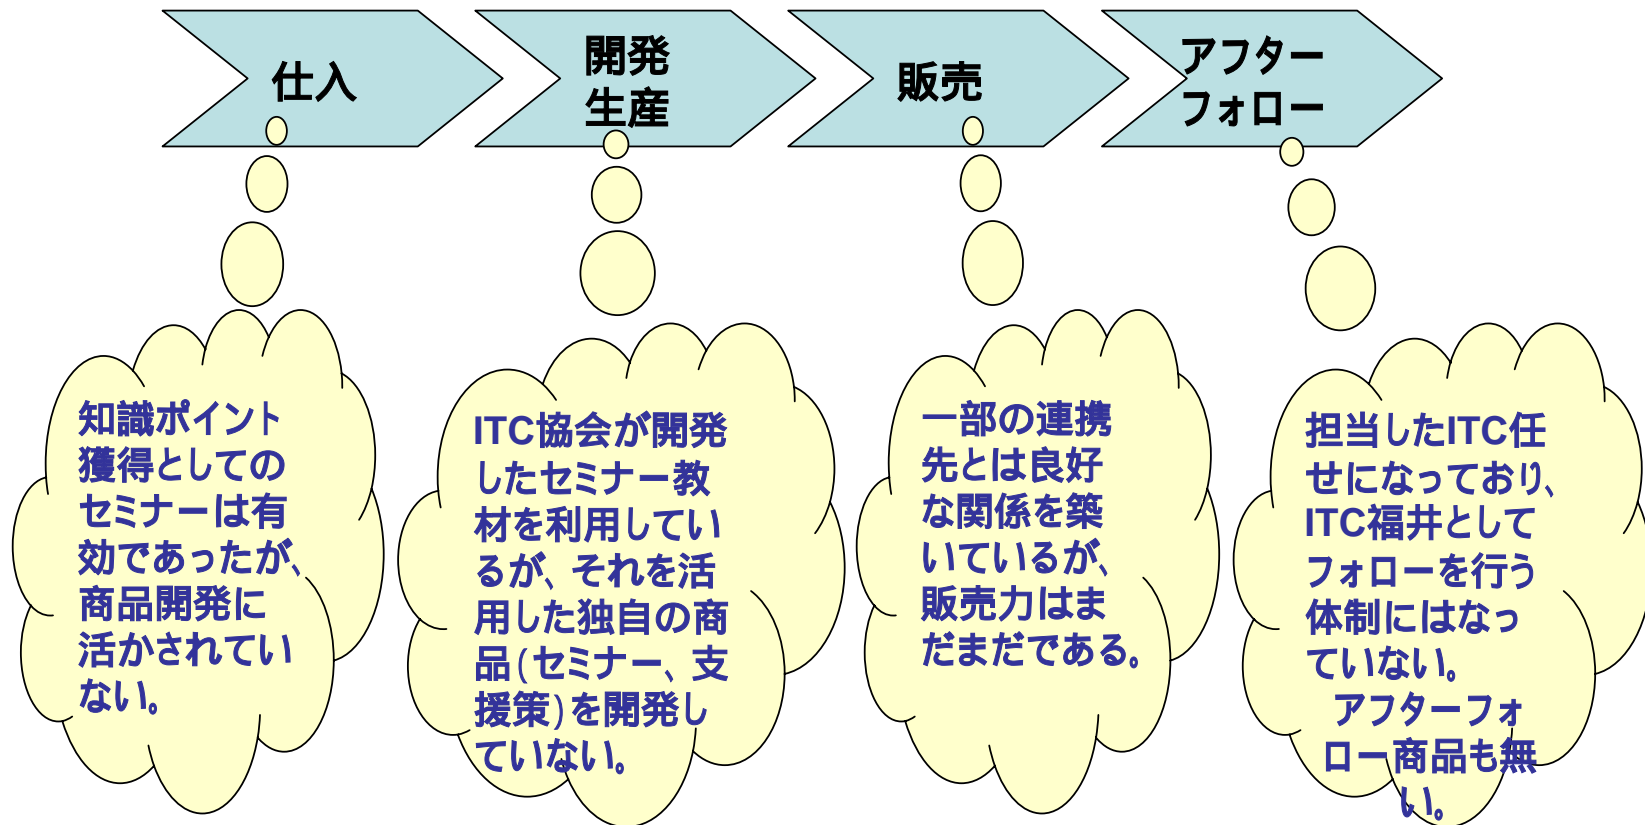 仕入
開発
生産
販売
アフター
フォロー
知識ポイント
獲得としての
セミナーは有
効であったが、
商品開発に
活かされてい
ない。
ITC協会が開発
したセミナー教
材を利用してい
るが、それを活
用した独自の商
品(セミナー、支
援策)を開発し
ていない。
一部の連携
先とは良好
な関係を築
いているが、
販売力はま
だまだである。
担当したITC任
せになっており、
ITC福井として
フォローを行う
体制にはなっ
ていない。
アフターフォ
ロー商品も無
い。